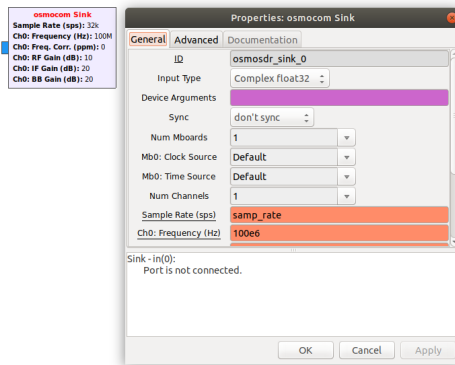 osmocom Sink
Sample Rate (sps): 32k
Ch0: Frequency (Hz): 100M
Ch0: Freq. Corr. (ppm): 0
Ch0: RF Gain (dB): 10
Ch0: IF Gain (dB): 20
Ch0: BB Gain (dB): 20
Properties: osmocom Sink
General Advanced Documentation
ID osmosdr_sink_0
Input Type Complex float32
Device Arguments
Sync don't sync
Num Mboards 1
Mb0: Clock Source Default
Mb0: Time Source Default
Num Channels 1
Sample Rate (sps) samp_rate
Ch0: Frequency (Hz) 100e6
Sink - in(0):
Port is not connected.
OK Cancel Apply